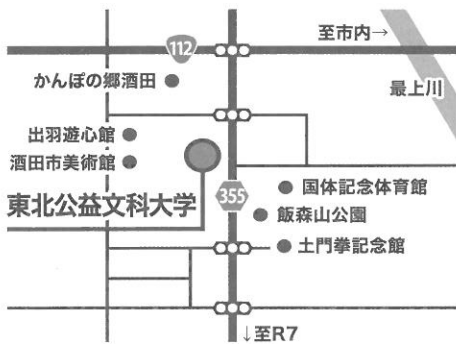 112
至市内→
かんぽの郷酒田
最上川
出羽遊心館
酒田市美術館
東北公益文科大学
355
国体記念体育館
飯森山公園
土門拳記念館
↓至R7